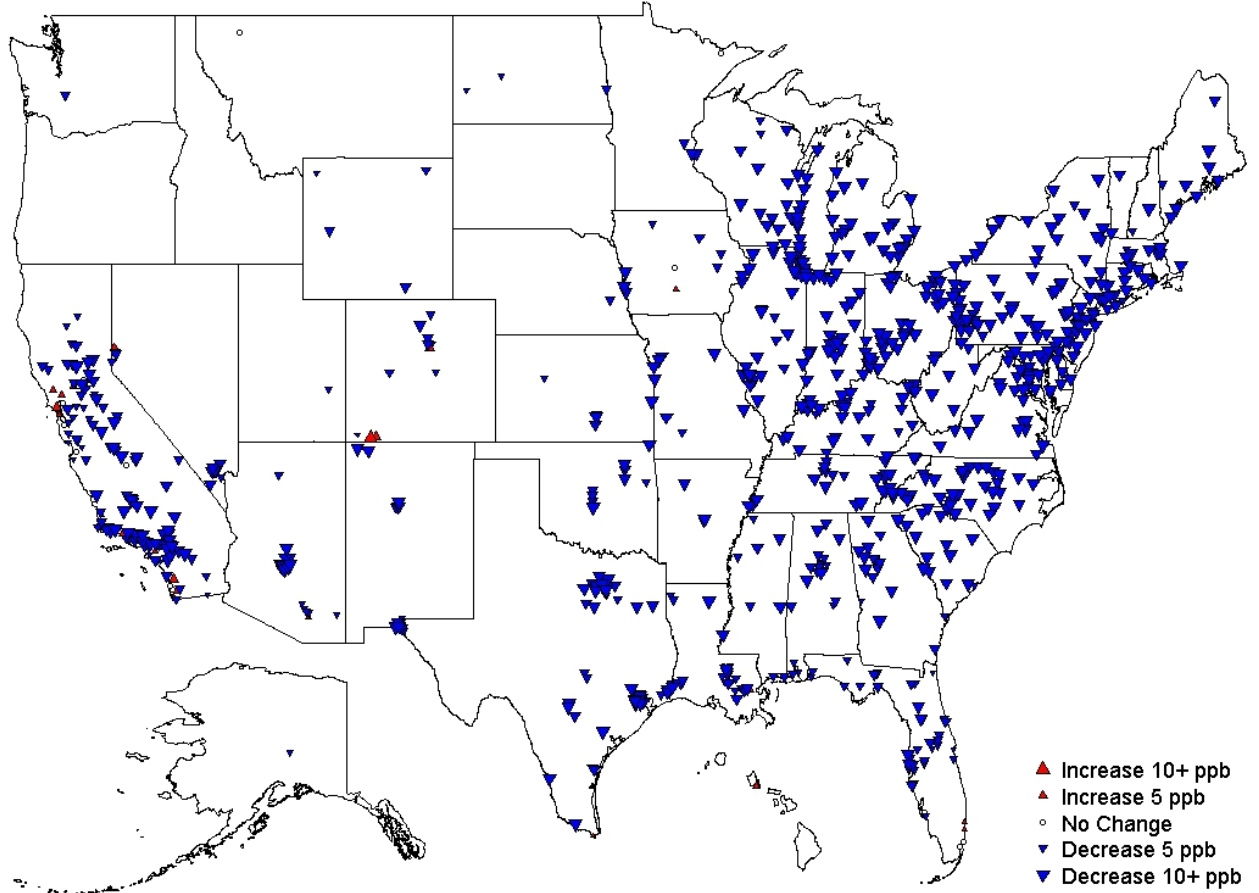 Increase 10+ ppb
Increase 5 ppb
No Change
Decrease 5 ppb
Decrease 10+ ppb